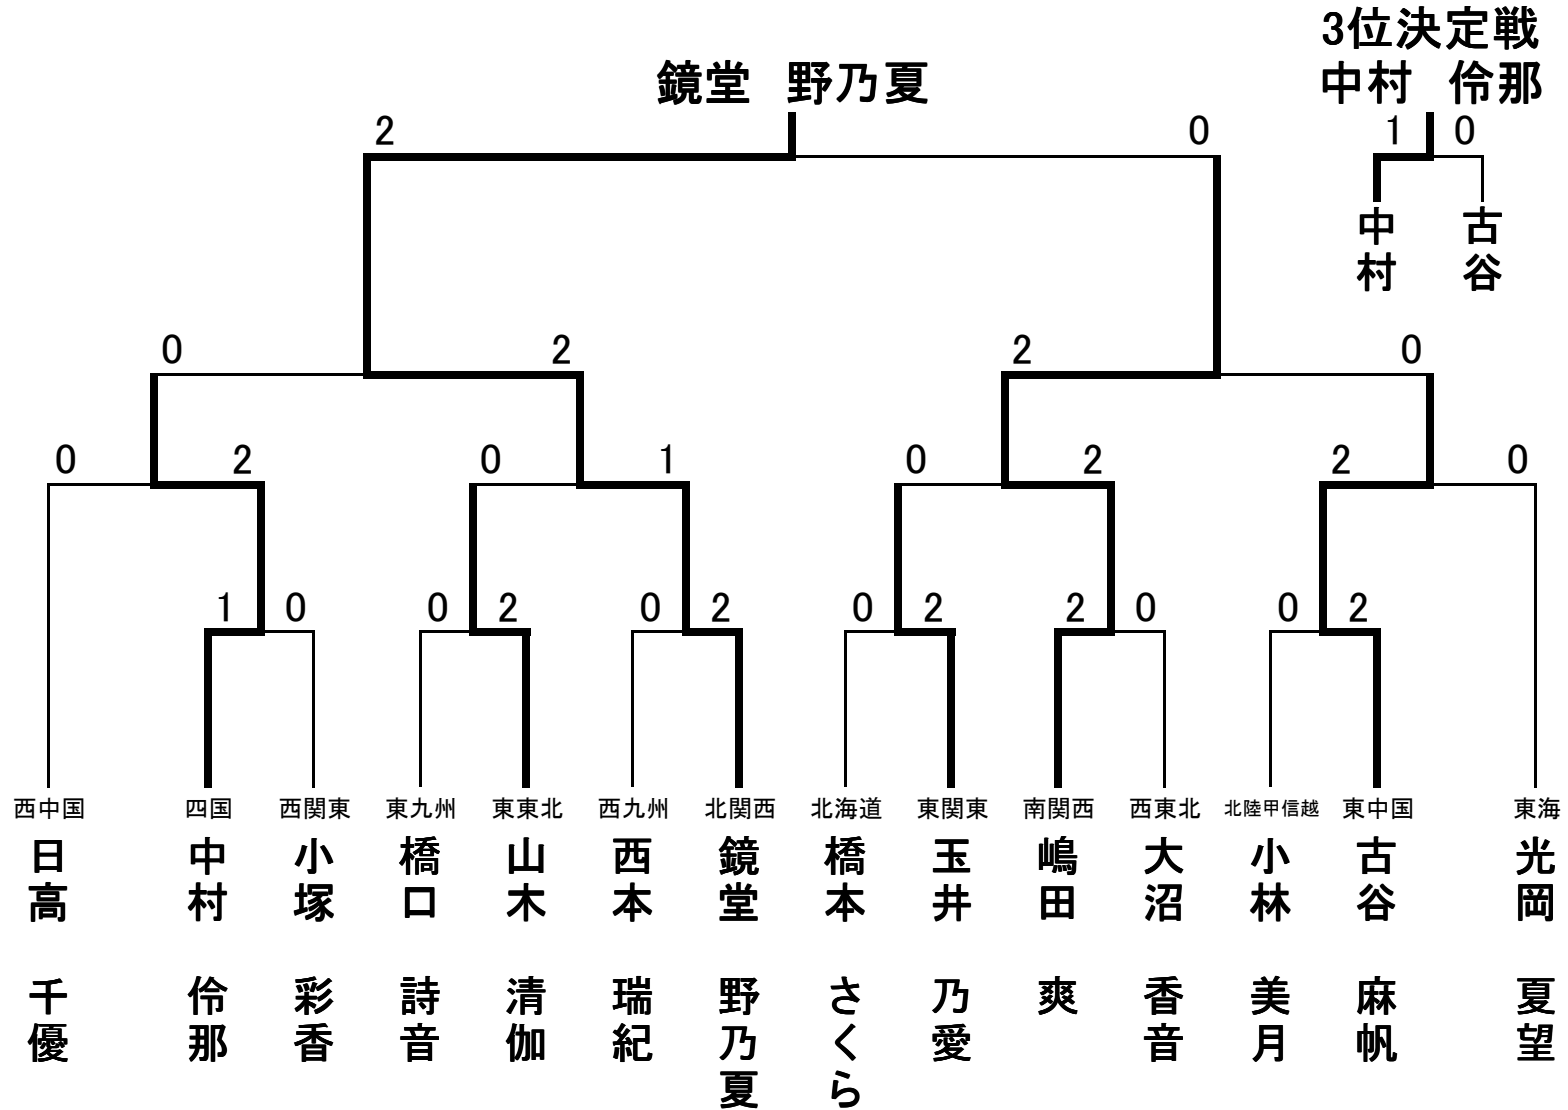 3位決定戦
鏡堂 野乃夏
中村 伶那
2 0
1 0
中村 古谷
0 2 2 0
0 2 0 1 0 2 2 0
1 0 0 2 0 2 0 2 2 0 0 2
西中国 四国 西関東 東九州 東東北 西九州 北関西 北海道 東関東 南関西 西東北 北陸甲信越 東中国 東海
日高 千優
中村 伶那
小塚 彩香
橋口 詩音
山木 清伽
西本 瑞紀
鏡堂 野乃夏
橋本 さくら
玉井 乃愛
嶋田 爽
大沼 香音
小林 美月
古谷 麻帆
光岡 夏望